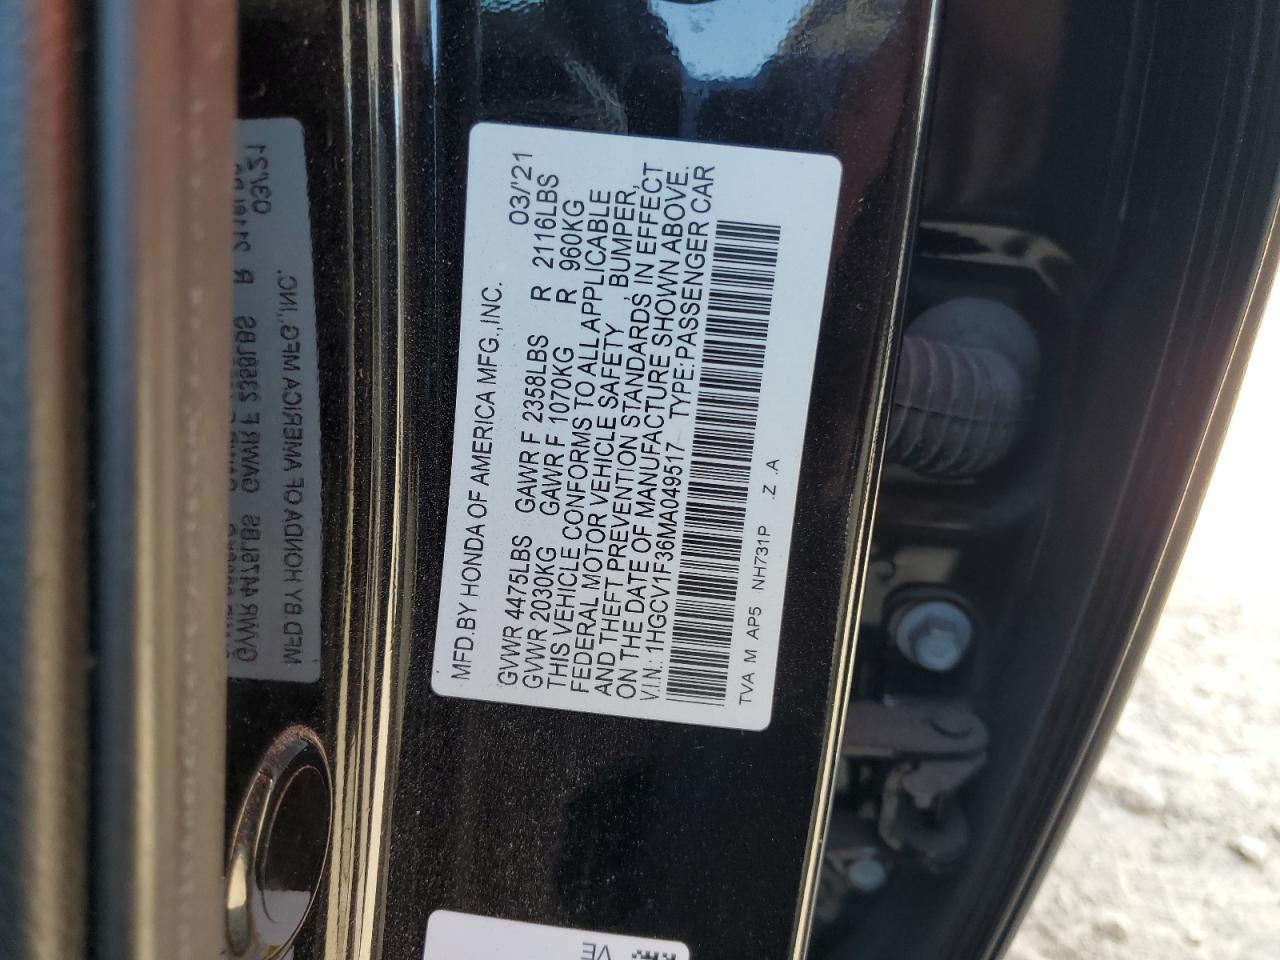 MFD.BY HONDA OF AMERICA MFG.,INC. 03/'21
GVWR 4475LBS GAWR F 2358LBS R 2116LBS
GVWR 2030KG GAWR F 1070KG R 960KG
THIS VEHICLE CONFORMS TO ALL APPLICABLE
FEDERAL MOTOR VEHICLE SAFETY, BUMPER,
AND THEFT PREVENTION STANDARDS IN EFFECT
ON THE DATE OF MANUFACTURE SHOWN ABOVE.
V.I.N.: 1HGCV1F36MA049517 TYPE:PASSENGER CAR
TVA M AP5 NH731P .Z .A
VE